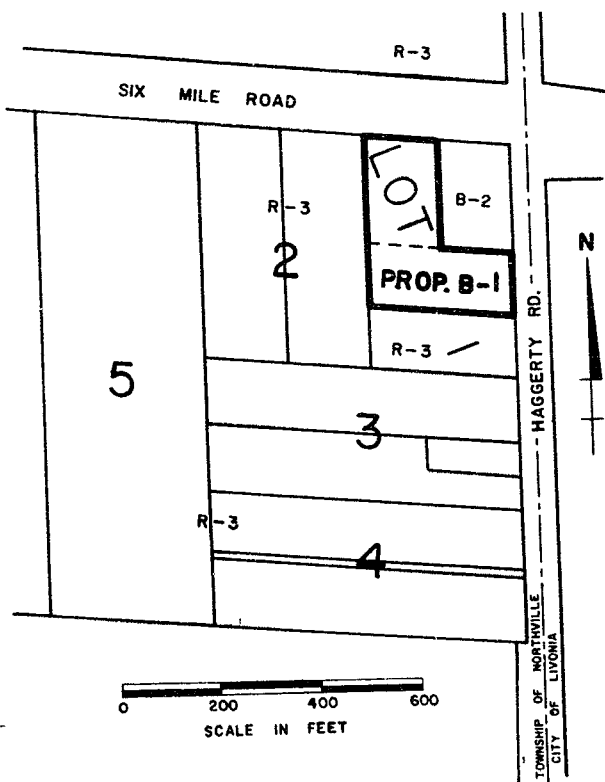 R-3
SIX MILE ROAD
LOT
B-2
R-3
2
PROP. B-1
N
R-3 1
HAGGERTY RD.
5
3
R-3
4
0 200 400 600
SCALE IN FEET
TOWNSHIP OF NORTHVILLE
CITY OF LIVONIA